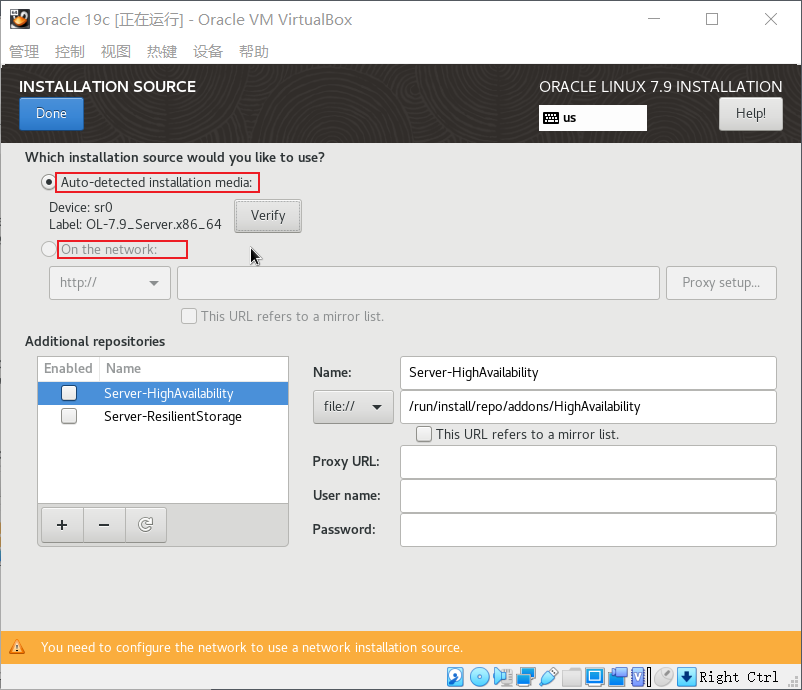 oracle 19c [正在运行] - Oracle VM VirtualBox
管理 控制 视图 热键 设备 帮助
INSTALLATION SOURCE
ORACLE LINUX 7.9 INSTALLATION
Done
us
Help!
Which installation source would you like to use?
Auto-detected installation media:
Device: sr0
Label: OL-7.9_Server.x86_64
Verify
On the network:
http://
Proxy setup...
This URL refers to a mirror list.
Additional repositories
Enabled Name
Server-HighAvailability
Server-ResilientStorage
Name: Server-HighAvailability
file:// /run/install/repo/addons/HighAvailability
This URL refers to a mirror list.
Proxy URL:
User name:
Password:
You need to configure the network to use a network installation source.
Right Ctrl